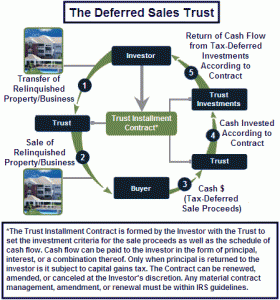 The Deferred Sales Trust
Investor
Return of Cash Flow
from Tax-Deferred
Investments
According to
Contract
1
5
Transfer of
Relinquished
Property/Business
Trust Installment
Contract*
Trust
Investments
Trust
4
Cash Invested
According to
Contract
Sale of
Relinquished
Property/Business
2
Trust
Buyer
3
Cash $
(Tax-Deferred
Sale Proceeds)
*The Trust Installment Contract is formed by the Investor with the Trust to
set the investment criteria for the sale proceeds as well as the schedule of
cash flow. Cash flow can be paid to the investor in the form of principal,
interest, or a combination thereof. Only when principal is returned to the
investor is it subject to capital gains tax. The Contract can be renewed,
amended, or canceled at the Investor's discretion. Any material contract
management, amendment, or renewal must be within IRS guidelines.